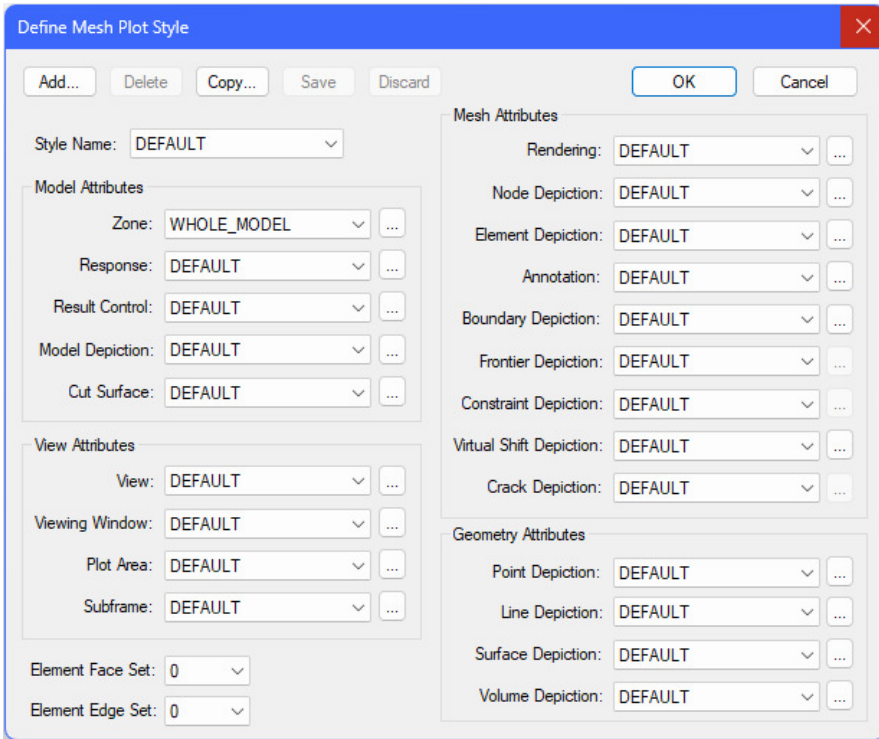 Define Mesh Plot Style
Add... Delete Copy... Save Discard OK Cancel
Style Name: DEFAULT
Model Attributes
Zone: WHOLE_MODEL ...
Response: DEFAULT ...
Result Control: DEFAULT ...
Model Depiction: DEFAULT ...
Cut Surface: DEFAULT ...
View Attributes
View: DEFAULT ...
Viewing Window: DEFAULT ...
Plot Area: DEFAULT ...
Subframe: DEFAULT ...
Element Face Set: 0
Element Edge Set: 0
Mesh Attributes
Rendering: DEFAULT ...
Node Depiction: DEFAULT ...
Element Depiction: DEFAULT ...
Annotation: DEFAULT ...
Boundary Depiction: DEFAULT ...
Frontier Depiction: DEFAULT ...
Constraint Depiction: DEFAULT ...
Virtual Shift Depiction: DEFAULT ...
Crack Depiction: DEFAULT ...
Geometry Attributes
Point Depiction: DEFAULT ...
Line Depiction: DEFAULT ...
Surface Depiction: DEFAULT ...
Volume Depiction: DEFAULT ...